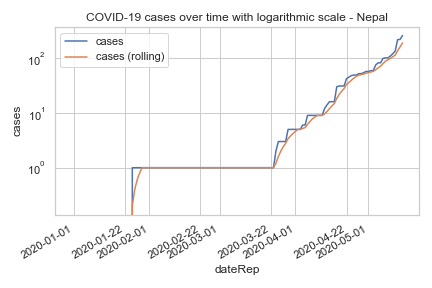 COVID-19 cases over time with logarithmic scale - Nepal
cases
cases (rolling)
10²
10¹
10⁰
cases
2020-01-01
2020-01-22
2020-02-01
2020-02-22
2020-03-01
2020-03-22
2020-04-01
2020-04-22
2020-05-01
dateRep